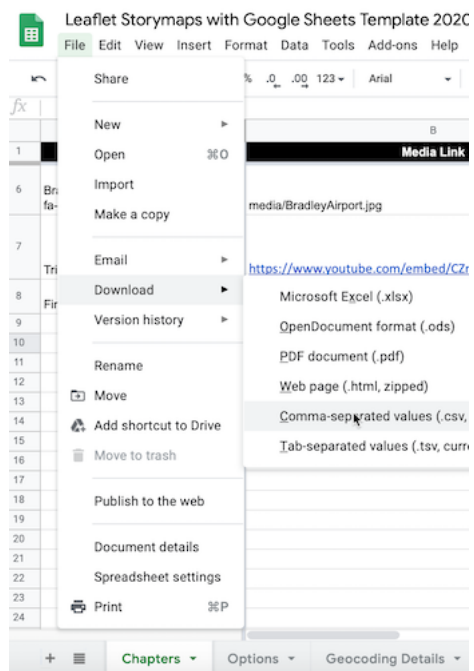 Leaflet Storymaps with Google Sheets Template 2020
File Edit View Insert Format Data Tools Add-ons Help
Share
% .0 .00 123 Arial
fx
New
B
1 Media Link
Open ⌘O
Import
6 Bra
fa- media/BradleyAirport.jpg
Make a copy
7
Email
Tri https://www.youtube.com/embed/CZ
Download
8 Fir
Microsoft Excel (.xlsx)
Version history
9
OpenDocument format (.ods)
10
11 Rename
PDF document (.pdf)
12
Move
Web page (.html, zipped)
13
14 Add shortcut to Drive
Comma-separated values (.csv,
15
Move to trash
Tab-separated values (.tsv, curre
16
17
18 Publish to the web
19
20
Document details
21
22 Spreadsheet settings
23
Print ⌘P
24
+ Chapters Options Geocoding Details